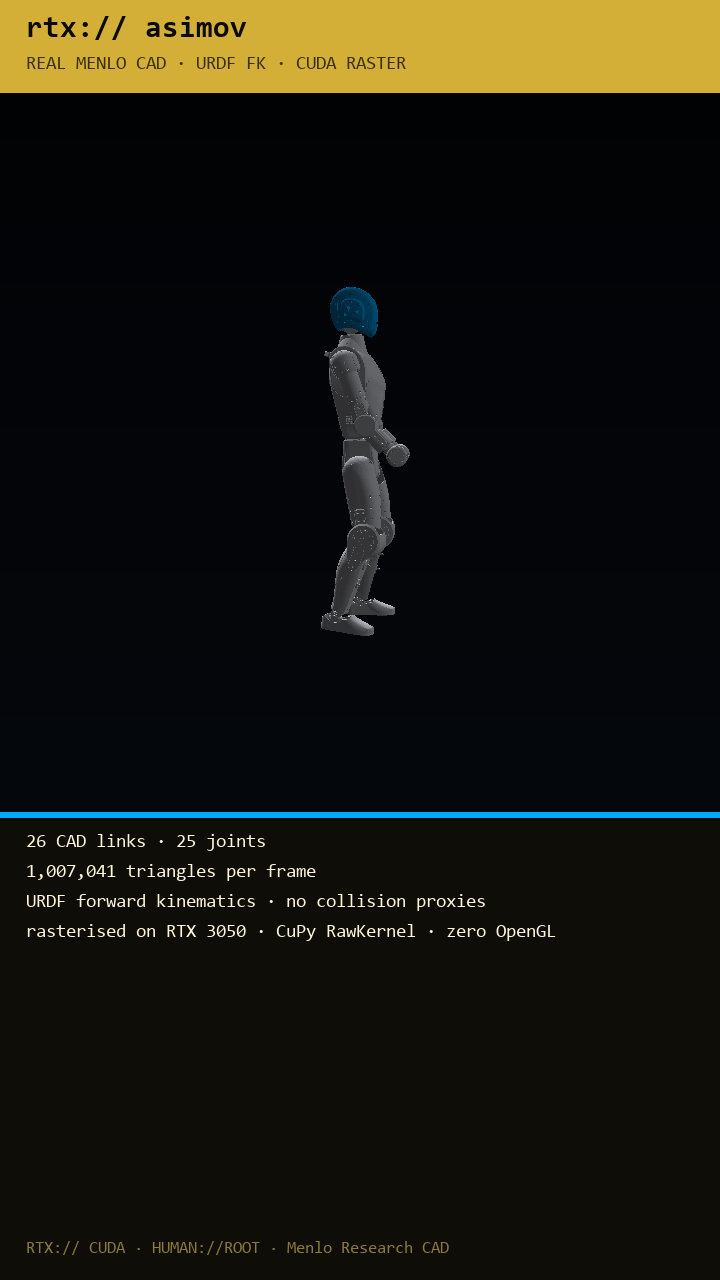 rtx:// asimov
REAL MENLO CAD · URDF FK · CUDA RASTER
26 CAD links · 25 joints
1,007,041 triangles per frame
URDF forward kinematics · no collision proxies
rasterised on RTX 3050 · CuPy RawKernel · zero OpenGL
RTX:// CUDA · HUMAN://ROOT · Menlo Research CAD